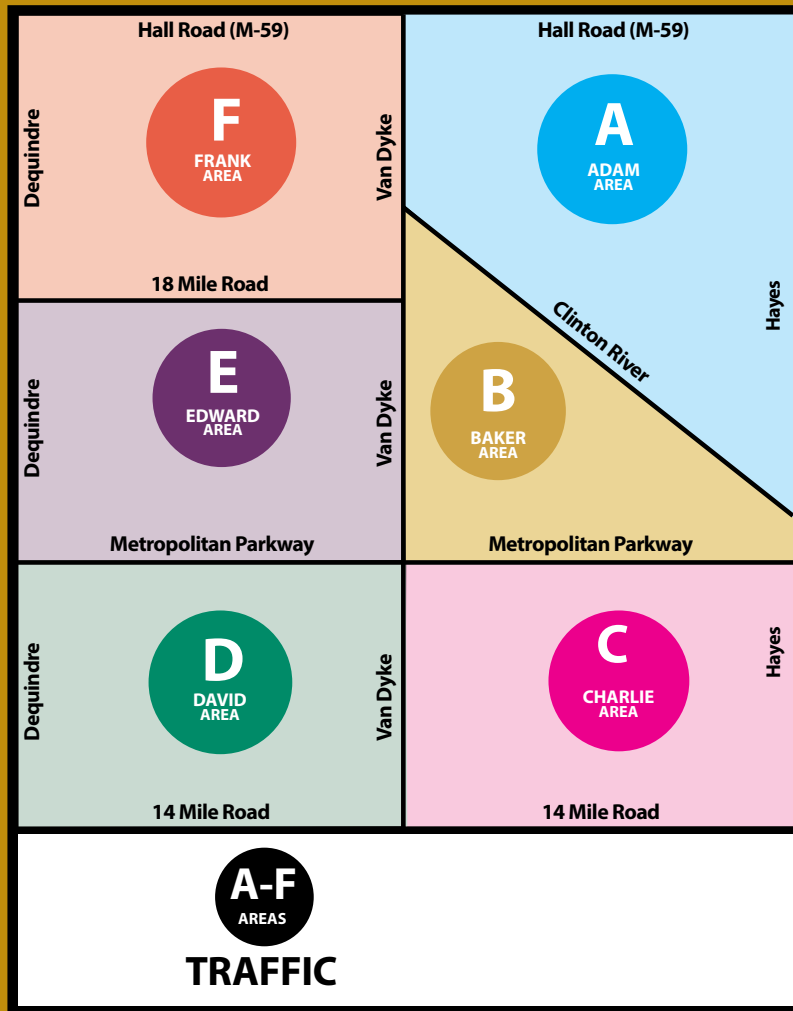 Hall Road (M-59)
Hall Road (M-59)
Dequindre
F
FRANK
AREA
Van Dyke
A
ADAM
AREA
18 Mile Road
Hayes
Clinton River
Dequindre
E
EDWARD
AREA
Van Dyke
B
BAKER
AREA
Metropolitan Parkway
Metropolitan Parkway
Dequindre
D
DAVID
AREA
Van Dyke
C
CHARLIE
AREA
Hayes
14 Mile Road
14 Mile Road
A-F
AREAS
TRAFFIC